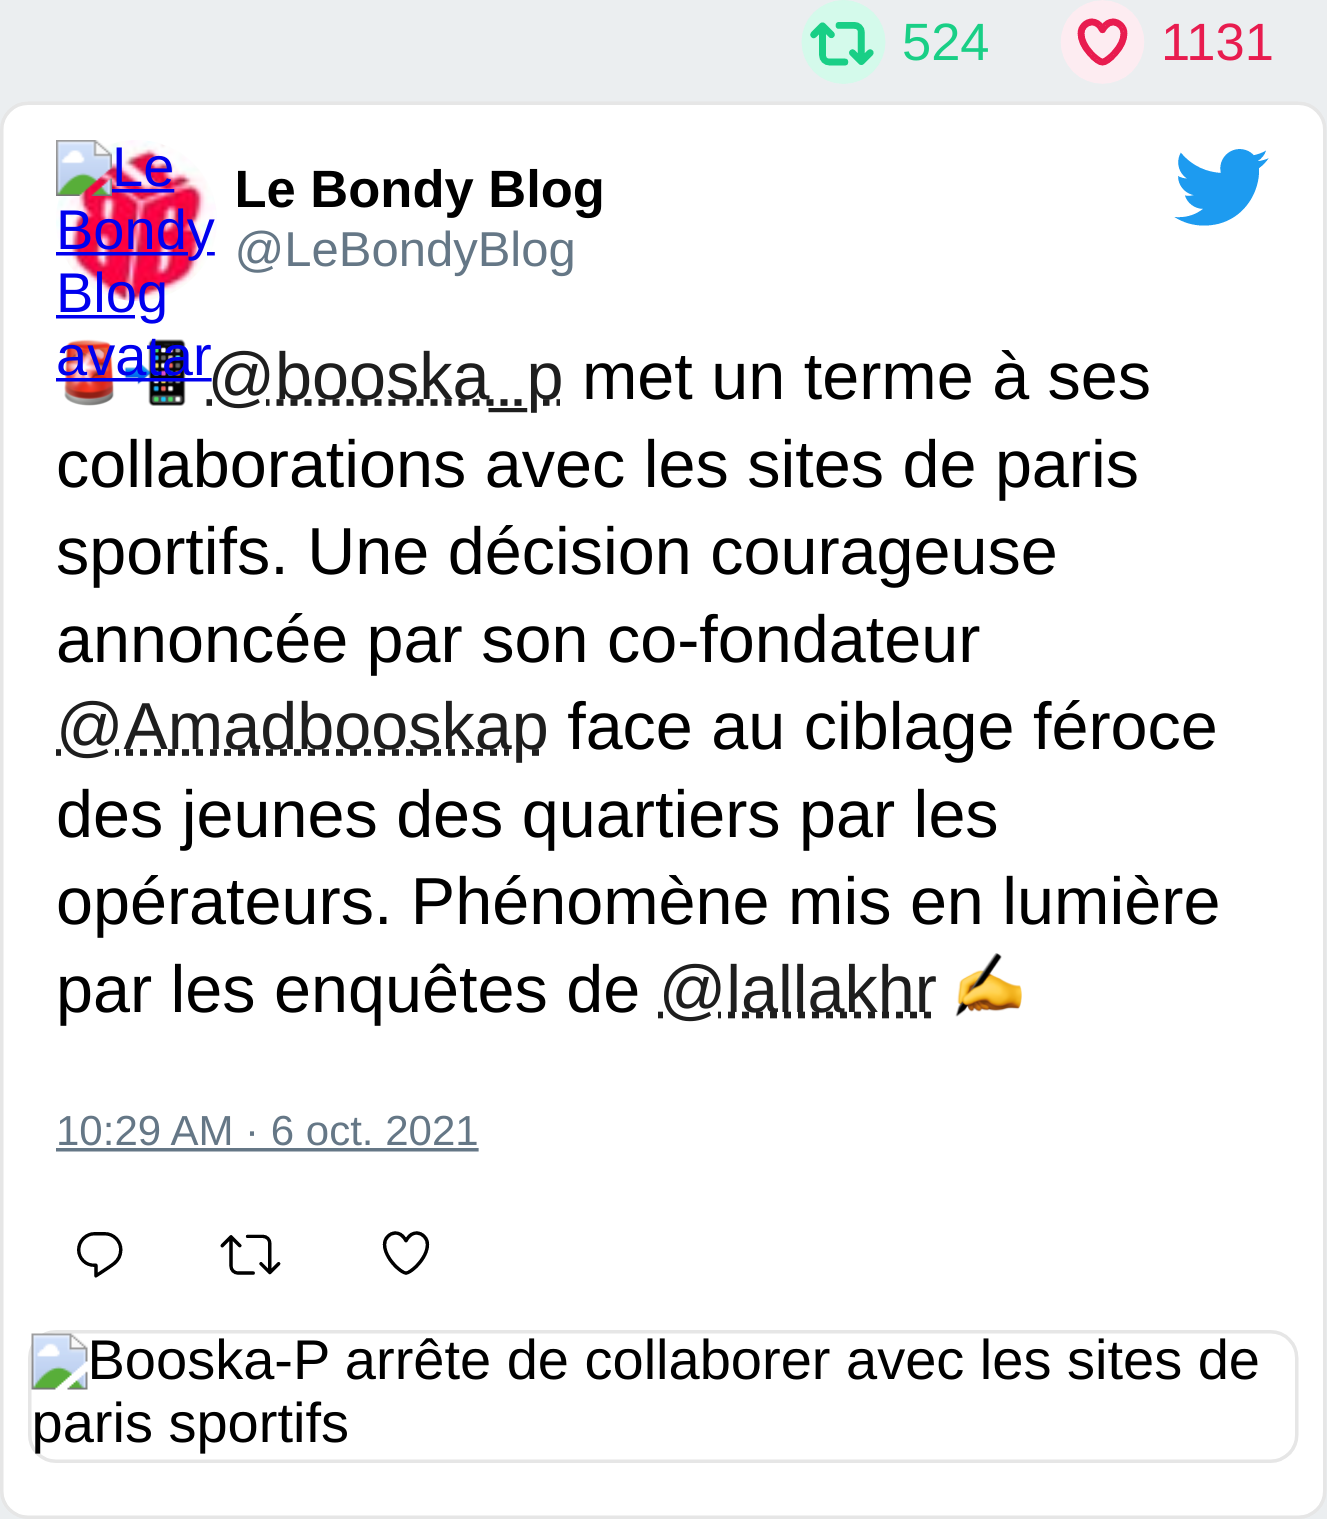 524 1131
Le Bondy Blog avatar
Le Bondy Blog
@LeBondyBlog
🚨📲@booska_p met un terme à ses
collaborations avec les sites de paris
sportifs. Une décision courageuse
annoncée par son co-fondateur
@Amadbooskap face au ciblage féroce
des jeunes des quartiers par les
opérateurs. Phénomène mis en lumière
par les enquêtes de @lallakhr ✍️
10:29 AM · 6 oct. 2021
Booska-P arrête de collaborer avec les sites de
paris sportifs